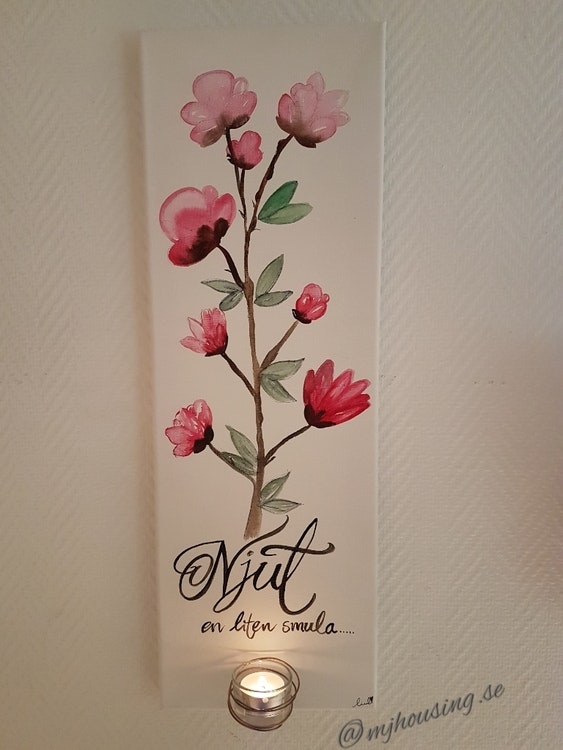 Njut
en liten smula.....
@mjhousing.se